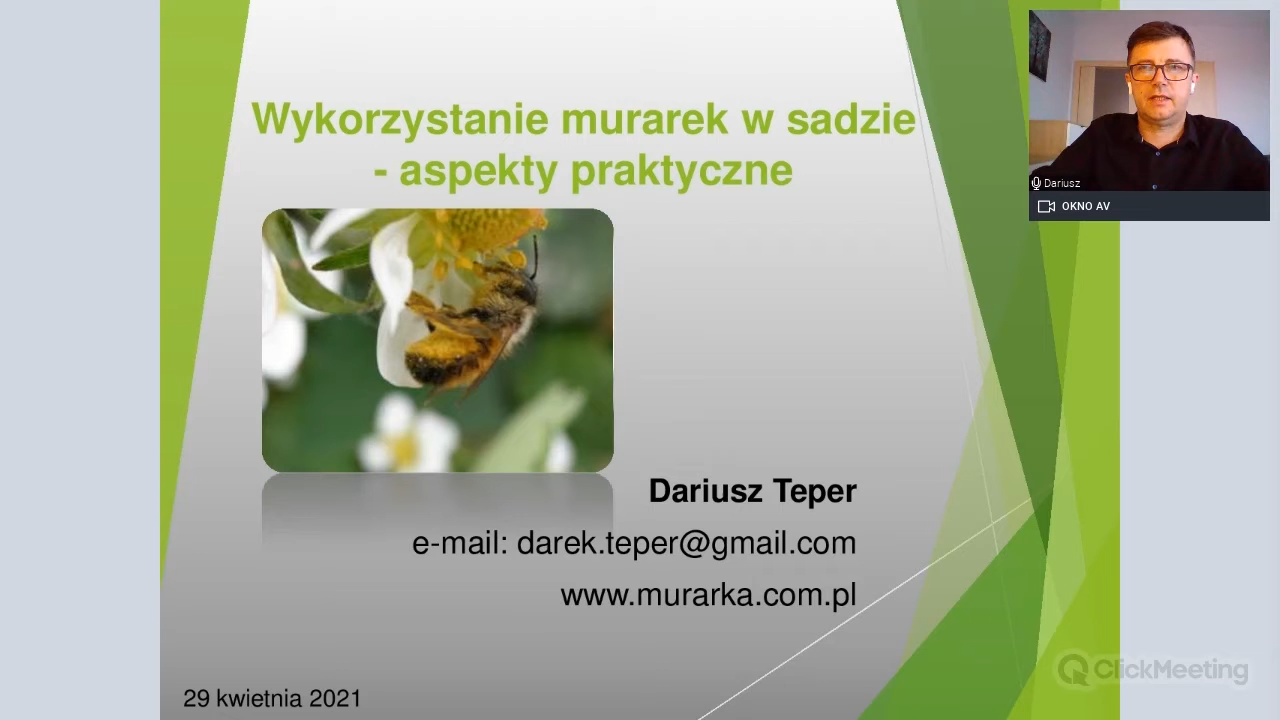 Wykorzystanie murarek w sadzie
- aspekty praktyczne
Dariusz Teper
e-mail: darek.teper@gmail.com
www.murarka.com.pl
29 kwietnia 2021
Dariusz
OKNO AV
ClickMeeting